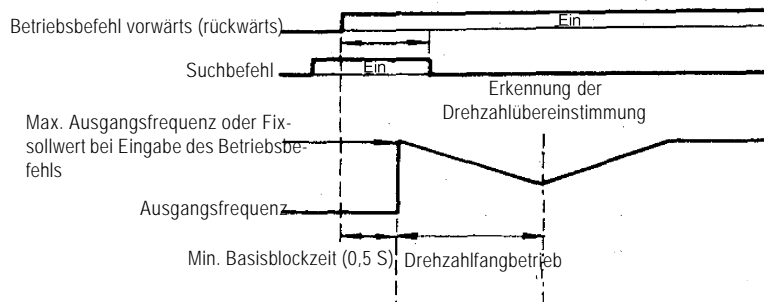 Betriebsbefehl vorwärts (rückwärts)
Ein
Suchbefehl
Ein
Erkennung der
Drehzahlübereinstimmung
Max. Ausgangsfrequenz oder Fix-
sollwert bei Eingabe des Betriebsbe-
fehls
Ausgangsfrequenz
Min. Basisblockzeit (0,5 S)
Drehzahlfangbetrieb